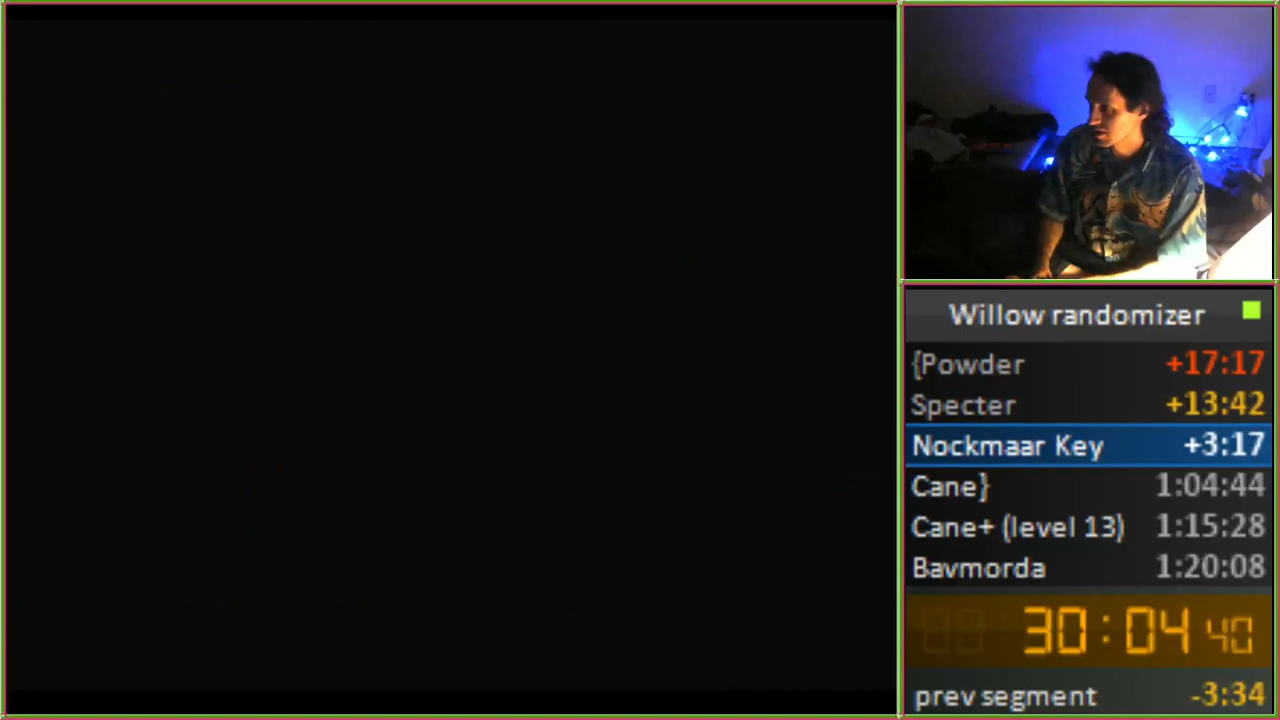 Willow randomizer
{Powder +17:17
Specter +13:42
Nockmaar Key +3:17
Cane} 1:04:44
Cane+ (level 13) 1:15:28
Bavmorda 1:20:08
30:04 40
prev segment -3:34